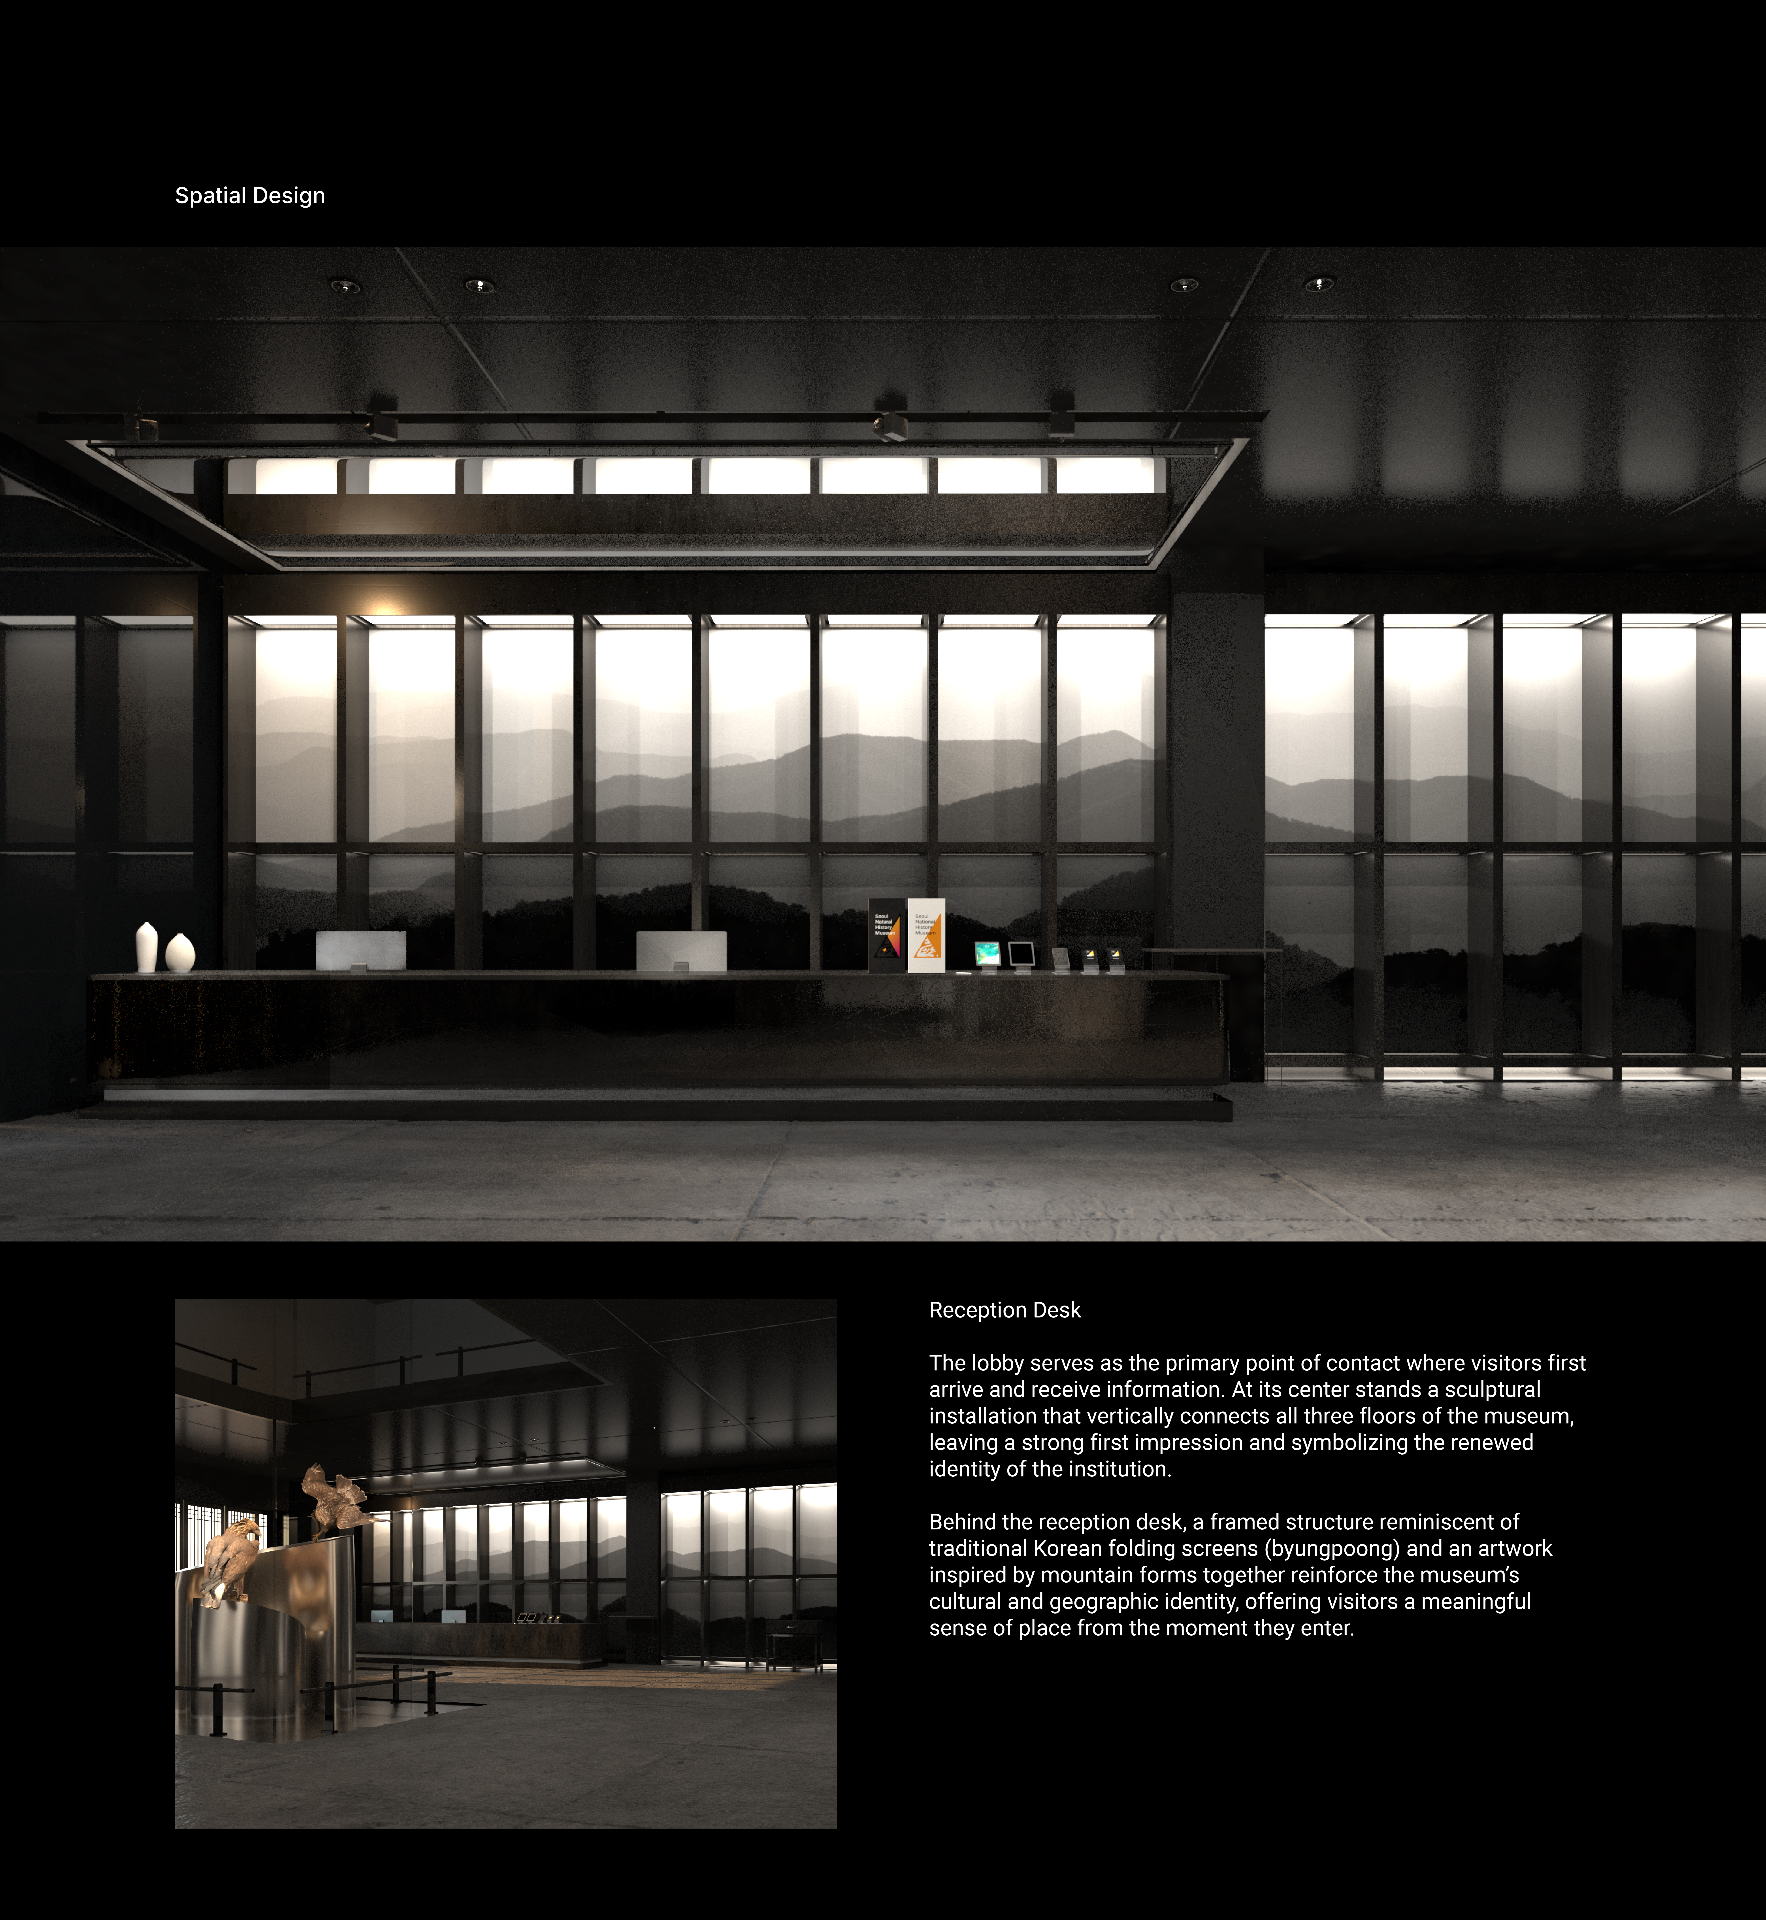 Spatial Design
Seoul
Natural
History
Museum
Seoul
National
History
Museum
Reception Desk
The lobby serves as the primary point of contact where visitors first
arrive and receive information. At its center stands a sculptural
installation that vertically connects all three floors of the museum,
leaving a strong first impression and symbolizing the renewed
identity of the institution.
Behind the reception desk, a framed structure reminiscent of
traditional Korean folding screens (byungpoong) and an artwork
inspired by mountain forms together reinforce the museum’s
cultural and geographic identity, offering visitors a meaningful
sense of place from the moment they enter.